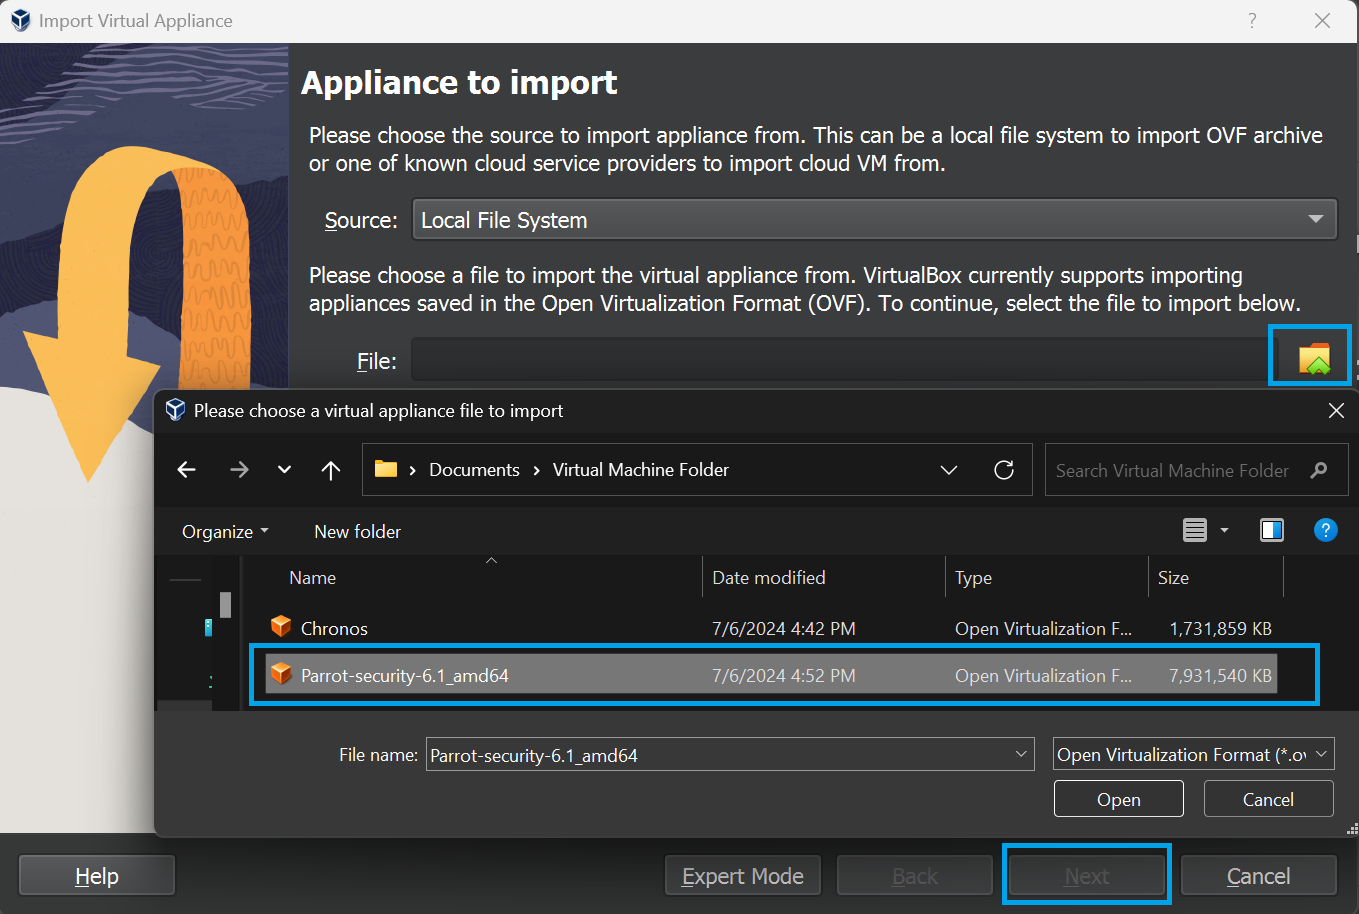 Import Virtual Appliance
?
Appliance to import
Please choose the source to import appliance from. This can be a local file system to import OVF archive
or one of known cloud service providers to import cloud VM from.
Source: Local File System
Please choose a file to import the virtual appliance from. VirtualBox currently supports importing
appliances saved in the Open Virtualization Format (OVF). To continue, select the file to import below.
File:
Please choose a virtual appliance file to import
Documents Virtual Machine Folder
Search Virtual Machine Folder
Organize New folder
?
Name Date modified Type Size
Chronos 7/6/2024 4:42 PM Open Virtualization F... 1,731,859 KB
Parrot-security-6.1_amd64 7/6/2024 4:52 PM Open Virtualization F... 7,931,540 KB
File name: Parrot-security-6.1_amd64 Open Virtualization Format (*.ov
Open Cancel
Help Expert Mode Back Next Cancel